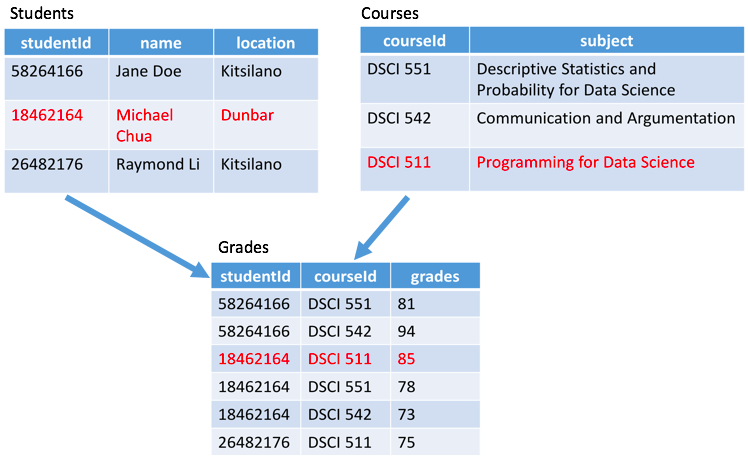 Students
studentId name location
58264166 Jane Doe Kitsilano
18462164 Michael Dunbar
Chua
26482176 Raymond Li Kitsilano
Courses
courseId subject
DSCI 551 Descriptive Statistics and
Probability for Data Science
DSCI 542 Communication and Argumentation
DSCI 511 Programming for Data Science
Grades
studentId courseId grades
58264166 DSCI 551 81
58264166 DSCI 542 94
18462164 DSCI 511 85
18462164 DSCI 551 78
18462164 DSCI 542 73
26482176 DSCI 511 75